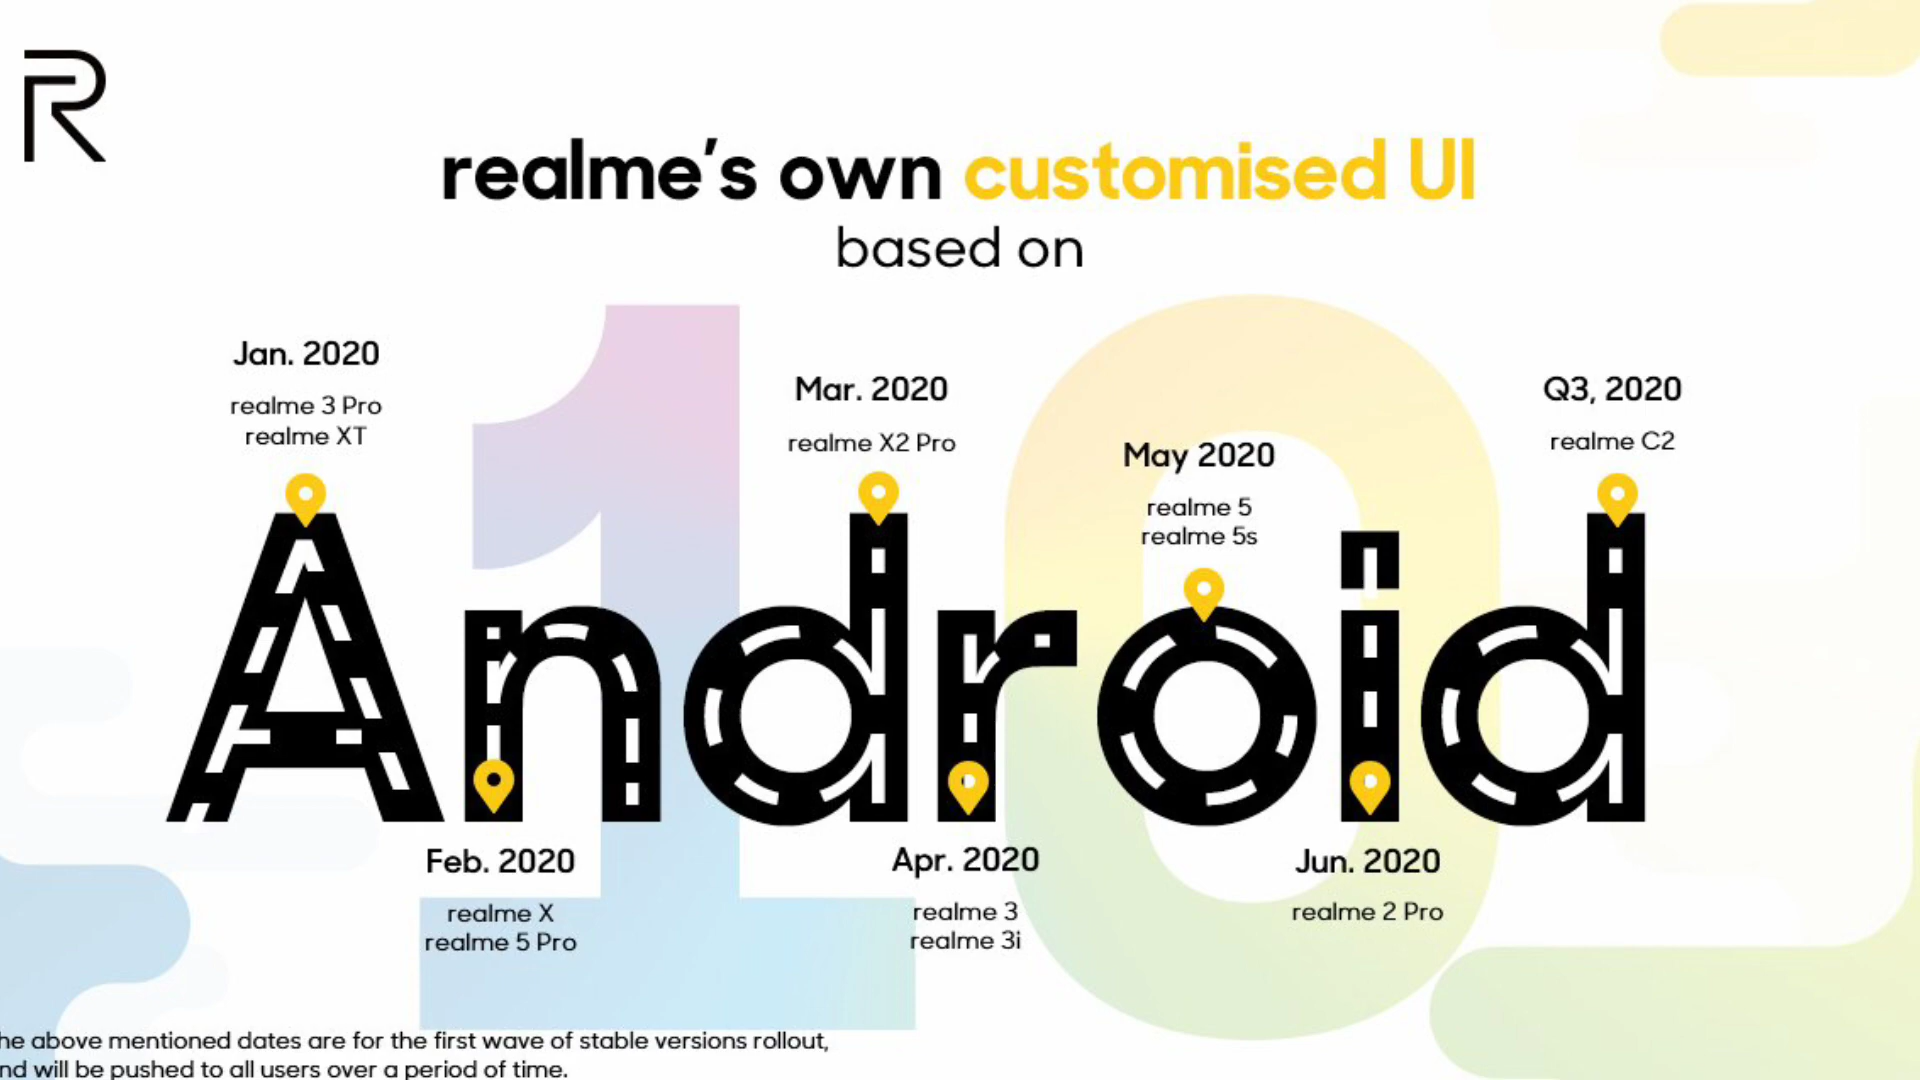 R
realme's own customised UI
based on
10
Jan. 2020
realme 3 Pro
realme XT
Mar. 2020
realme X2 Pro
May 2020
realme 5
realme 5s
Q3, 2020
realme C2
Android
Feb. 2020
realme X
realme 5 Pro
Apr. 2020
realme 3
realme 3i
Jun. 2020
realme 2 Pro
he above mentioned dates are for the first wave of stable versions rollout,
nd will be pushed to all users over a period of time.